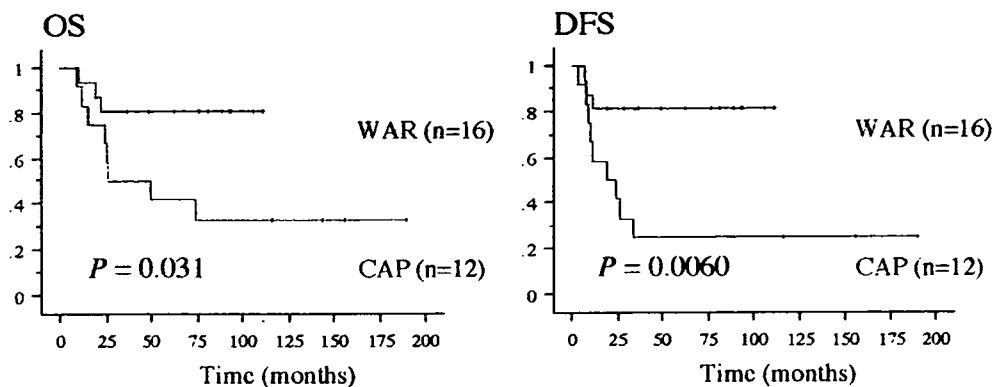 OS
1
.8
.6
.4
.2
0
WAR (n=16)
P = 0.031
CAP (n=12)
0 25 50 75 100 125 150 175 200
Time (months)
DFS
1
.8
.6
.4
.2
0
WAR (n=16)
P = 0.0060
CAP (n=12)
0 25 50 75 100 125 150 175 200
Time (months)